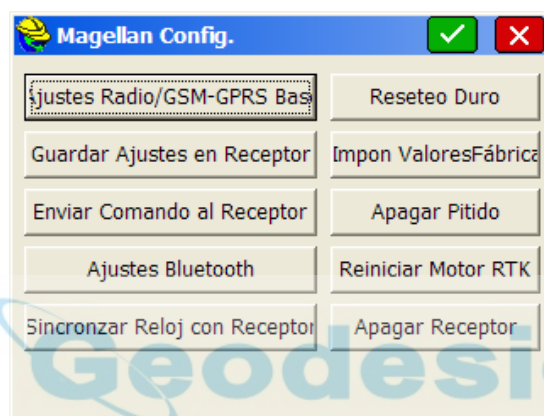 Magellan Config.
Ajustes Radio/GSM-GPRS Bas
Reseteo Duro
Guardar Ajustes en Receptor
Impon ValoresFábrica
Enviar Comando al Receptor
Apagar Pitido
Ajustes Bluetooth
Reiniciar Motor RTK
Sincronzar Reloj con Receptor
Apagar Receptor
Geodesi